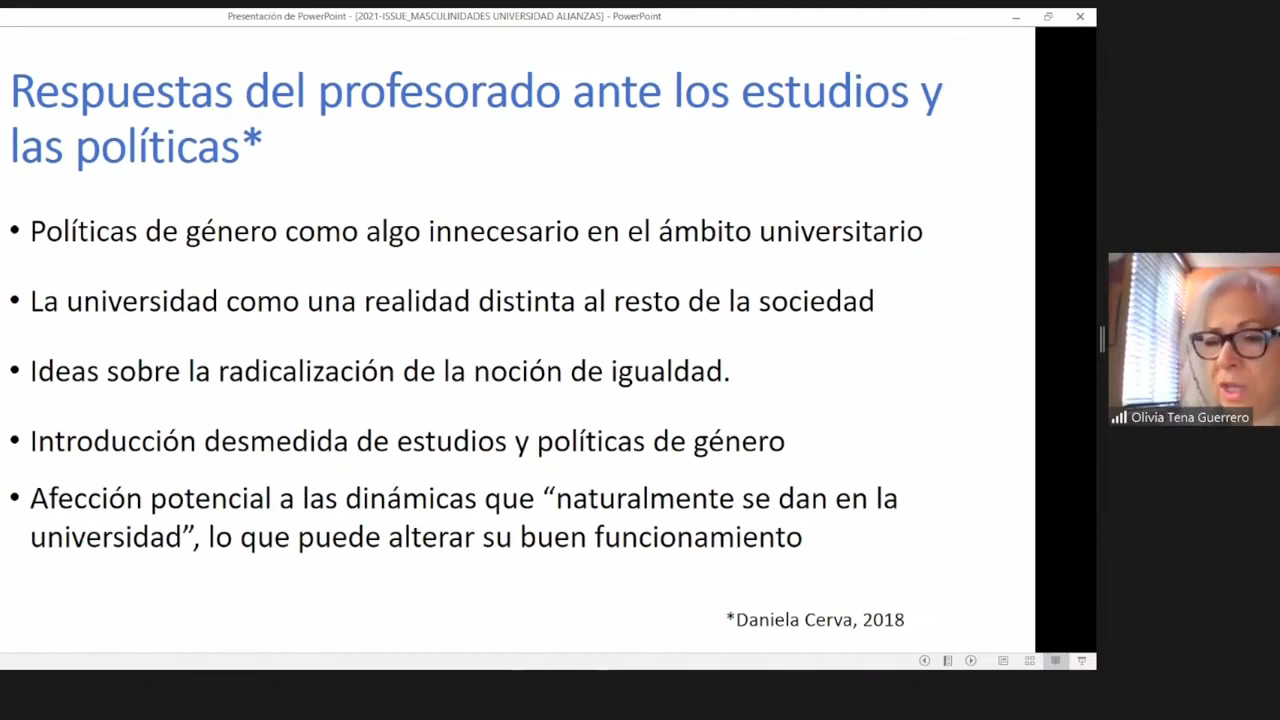 Presentación de PowerPoint - [2021-ISSUE_MASCULINIDADES UNIVERSIDAD ALIANZAS] - PowerPoint
Respuestas del profesorado ante los estudios y
las políticas*
• Políticas de género como algo innecesario en el ámbito universitario
• La universidad como una realidad distinta al resto de la sociedad
• Ideas sobre la radicalización de la noción de igualdad.
• Introducción desmedida de estudios y políticas de género
• Afección potencial a las dinámicas que “naturalmente se dan en la
universidad”, lo que puede alterar su buen funcionamiento
*Daniela Cerva, 2018
Olivia Tena Guerrero